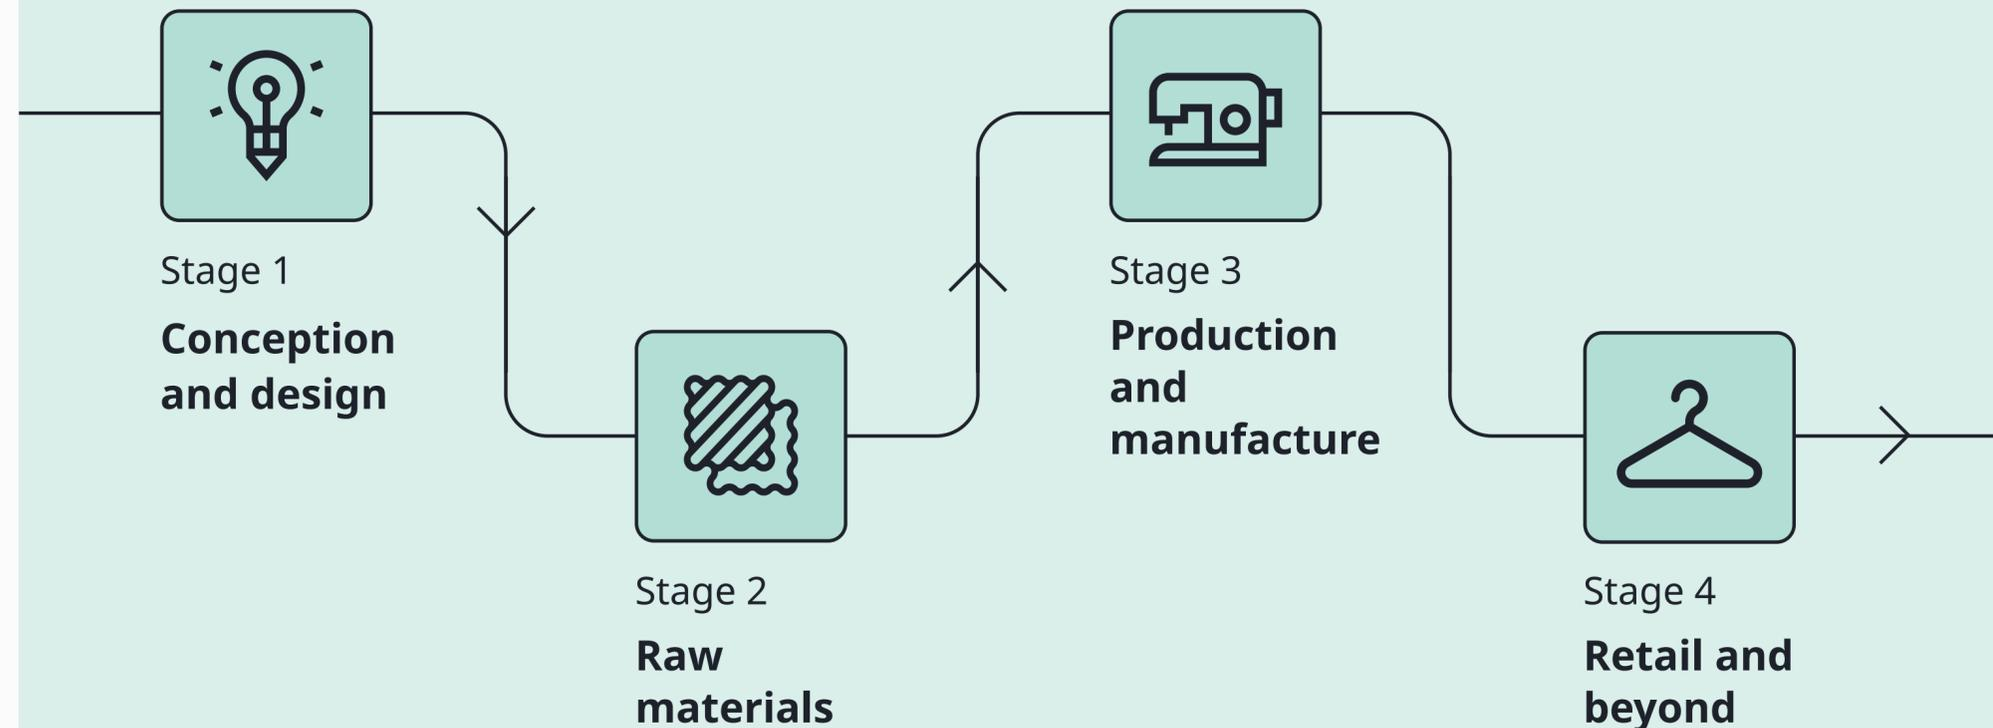 Stage 1
Conception
and design
Stage 2
Raw
materials
Stage 3
Production
and
manufacture
Stage 4
Retail and
beyond